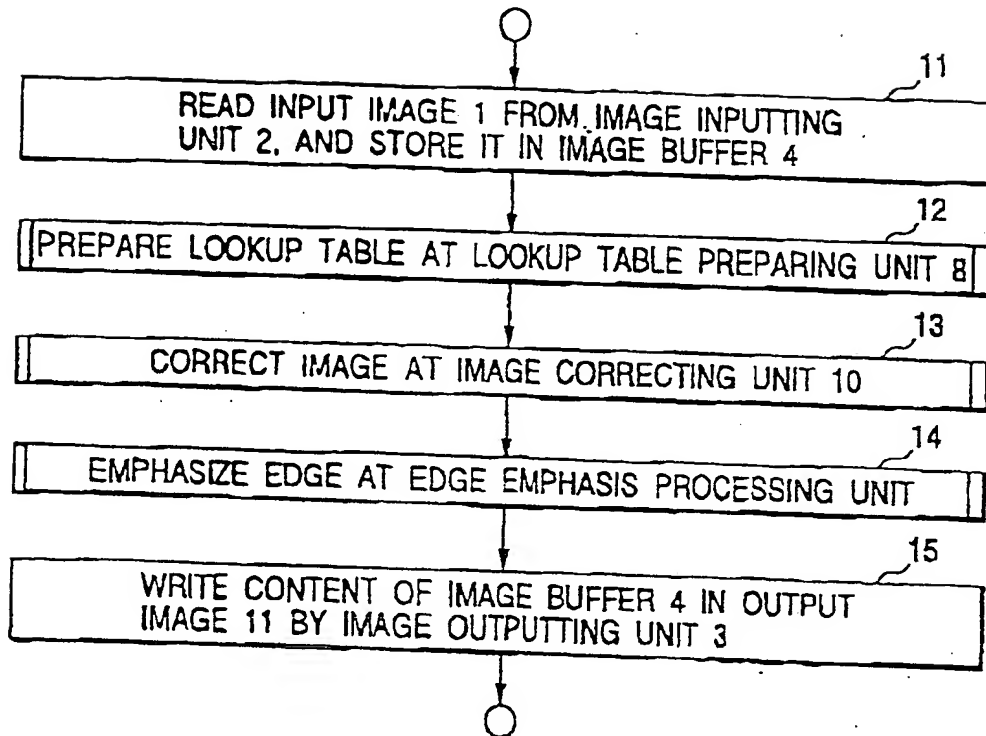 11
READ INPUT IMAGE 1 FROM IMAGE INPUTTING
UNIT 2, AND STORE IT IN IMAGE BUFFER 4
12
PREPARE LOOKUP TABLE AT LOOKUP TABLE PREPARING UNIT 8
13
CORRECT IMAGE AT IMAGE CORRECTING UNIT 10
14
EMPHASIZE EDGE AT EDGE EMPHASIS PROCESSING UNIT
15
WRITE CONTENT OF IMAGE BUFFER 4 IN OUTPUT
IMAGE 11 BY IMAGE OUTPUTTING UNIT 3